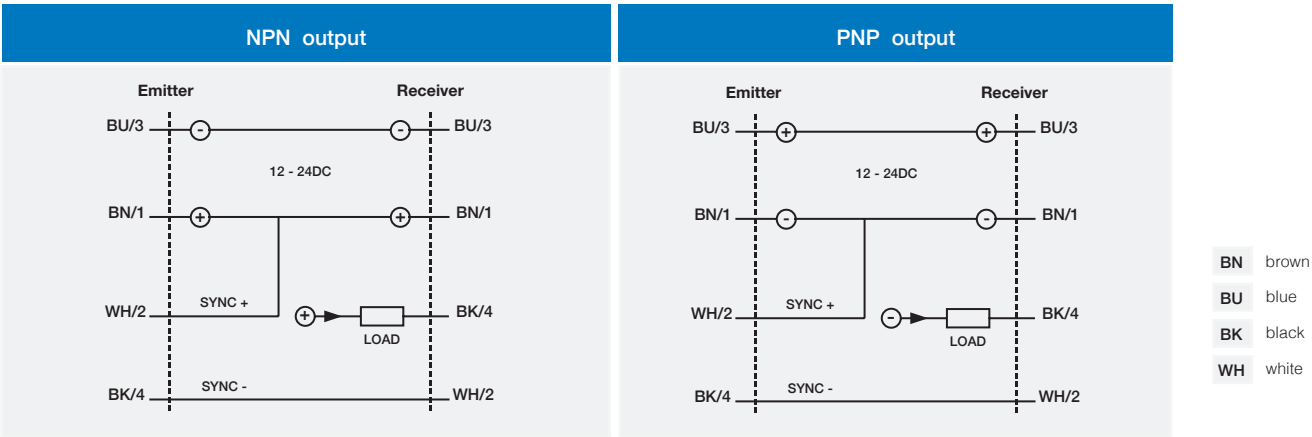 NPN output
Emitter Receiver
BU/3 - - BU/3
12 - 24DC
BN/1 + + BN/1
WH/2 SYNC + + BK/4
LOAD
BK/4 SYNC - WH/2
PNP output
Emitter Receiver
BU/3 + + BU/3
12 - 24DC
BN/1 - - BN/1
WH/2 SYNC + - BK/4
LOAD
BK/4 SYNC - WH/2
BN brown
BU blue
BK black
WH white